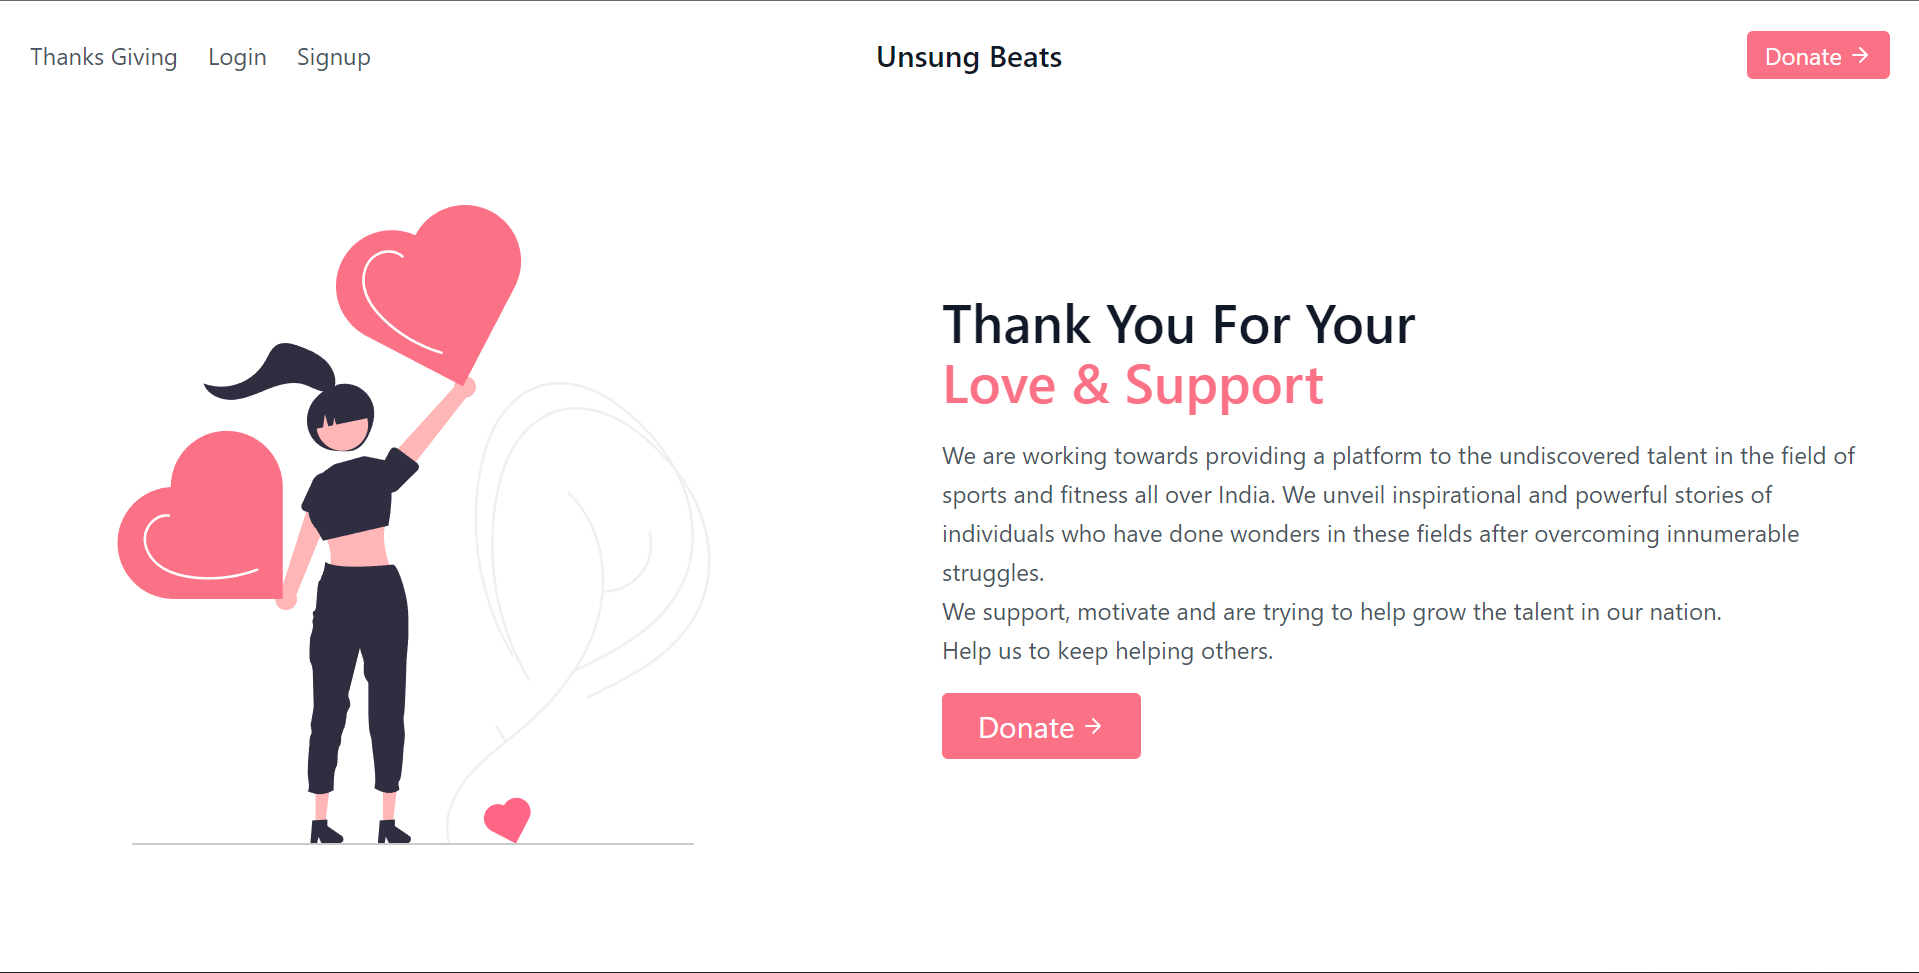 Thanks Giving Login Signup Unsung Beats Donate →
Thank You For Your
Love & Support
We are working towards providing a platform to the undiscovered talent in the field of
sports and fitness all over India. We unveil inspirational and powerful stories of
individuals who have done wonders in these fields after overcoming innumerable
struggles.
We support, motivate and are trying to help grow the talent in our nation.
Help us to keep helping others.
Donate →